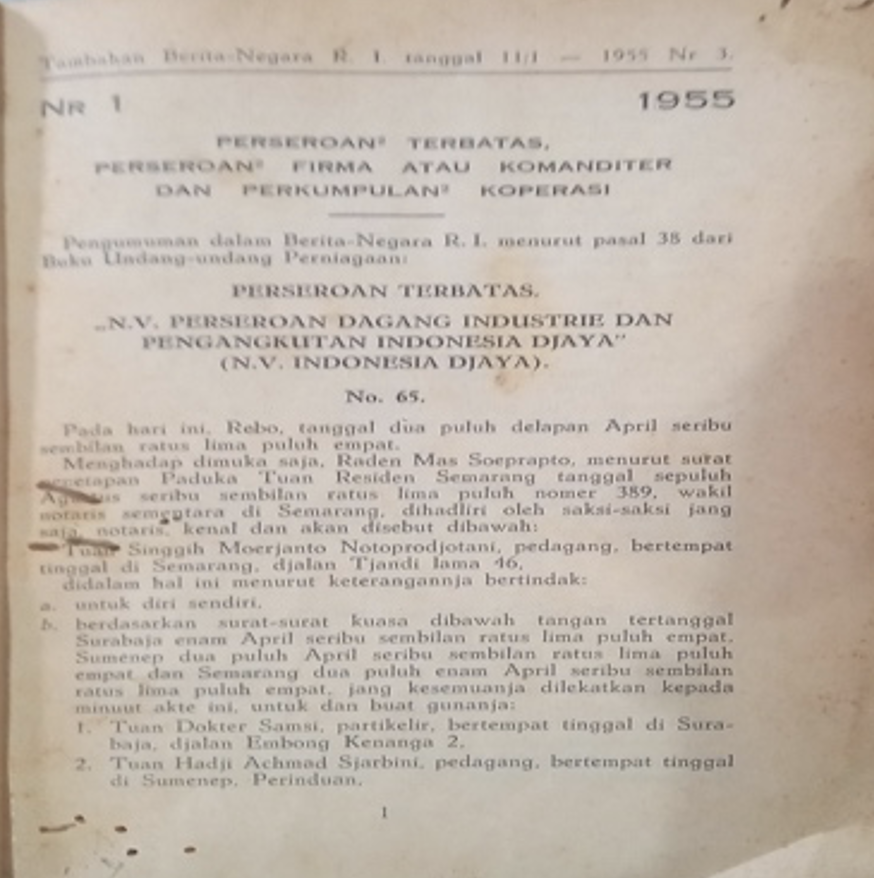 Tambahan Berita-Negara R. I. tanggal 11/1 — 1955 Nr 3.
NR 1 1955
PERSEROAN² TERBATAS,
PERSEROAN² FIRMA ATAU KOMANDITER
DAN PERKUMPULAN² KOPERASI
Pengumuman dalam Berita-Negara R. I. menurut pasal 38 dari
Buku Undang-undang Perniagaan:
PERSEROAN TERBATAS.
„N.V. PERSEROAN DAGANG INDUSTRIE DAN
PENGANGKUTAN INDONESIA DJAYA”
(N.V. INDONESIA DJAYA).
No. 65.
Pada hari ini, Rebo, tanggal dua puluh delapan April seribu
sembilan ratus lima puluh empat.
Menghadap dimuka saja, Raden Mas Soeprapto, menurut surat
penetapan Paduka Tuan Residen Semarang tanggal sepuluh
Agustus seribu sembilan ratus lima puluh nomer 389, wakil
notaris sementara di Semarang, dihadliri oleh saksi-saksi jang
saja, notaris, kenal dan akan disebut dibawah:
Tuan Singgih Moerjanto Notoprodjotani, pedagang, bertempat
tinggal di Semarang, djalan Tjandi lama 46,
didalam hal ini menurut keterangannja bertindak:
a. untuk diri sendiri,
b. berdasarkan surat-surat kuasa dibawah tangan tertanggal
Surabaja enam April seribu sembilan ratus lima puluh empat,
Sumenep dua puluh April seribu sembilan ratus lima puluh
empat dan Semarang dua puluh enam April seribu sembilan
ratus lima puluh empat, jang kesemuanja dilekatkan kepada
minuut akte ini, untuk dan buat gunanja:
1. Tuan Dokter Samsi, partikelir, bertempat tinggal di Sura-
baja, djalan Embong Kenanga 2,
2. Tuan Hadji Achmad Sjarbini, pedagang, bertempat tinggal
di Sumenep, Perinduan,
1